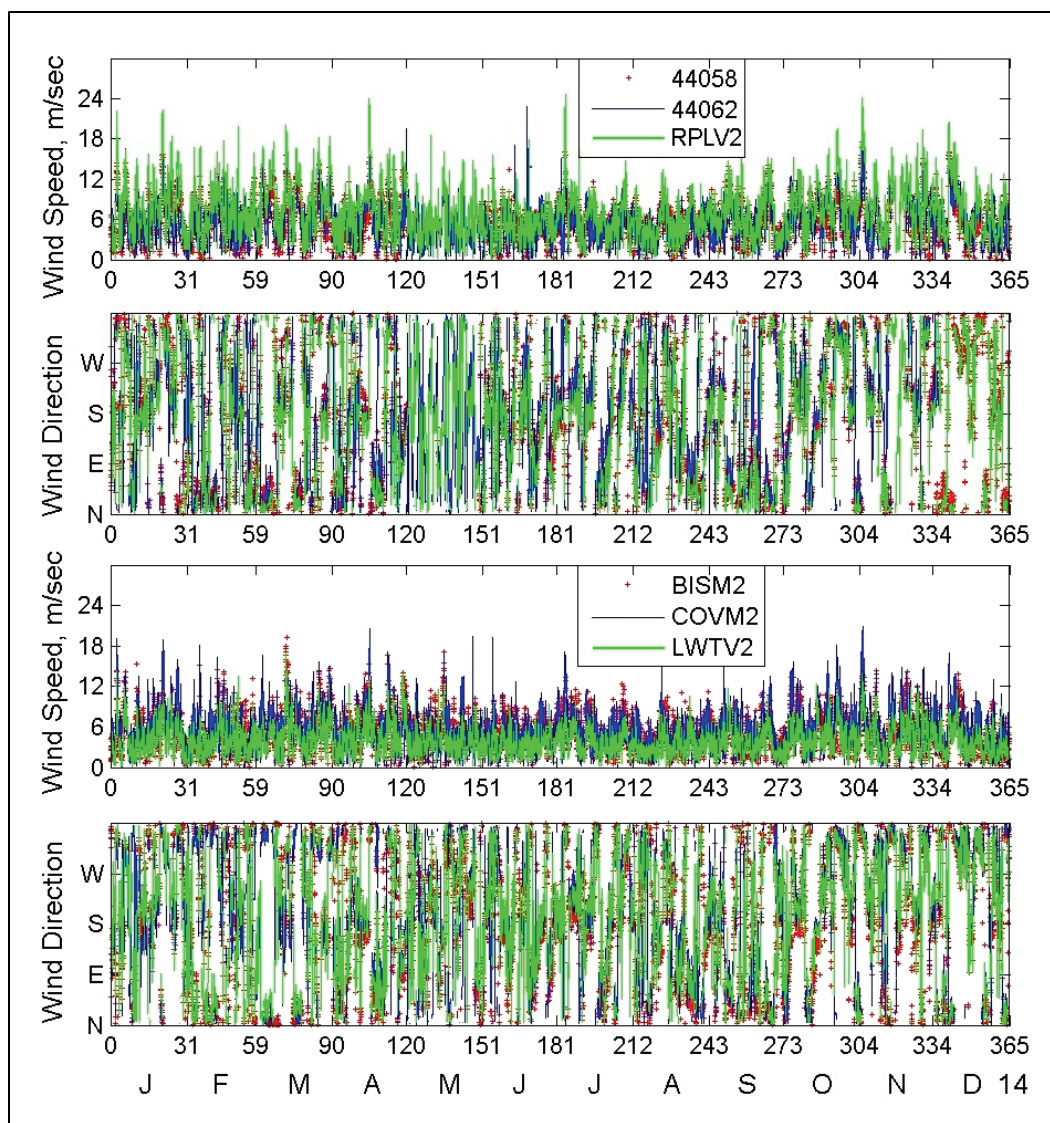 44058
44062
RPLV2
Wind Speed, m/sec
24
18
12
6
0
0 31 59 90 120 151 181 212 243 273 304 334 365
Wind Direction
W
S
E
N
0 31 59 90 120 151 181 212 243 273 304 334 365
BISM2
COVM2
LWTV2
Wind Speed, m/sec
24
18
12
6
0
0 31 59 90 120 151 181 212 243 273 304 334 365
Wind Direction
W
S
E
N
0 31 59 90 120 151 181 212 243 273 304 334 365
J F M A M J J A S O N D 14